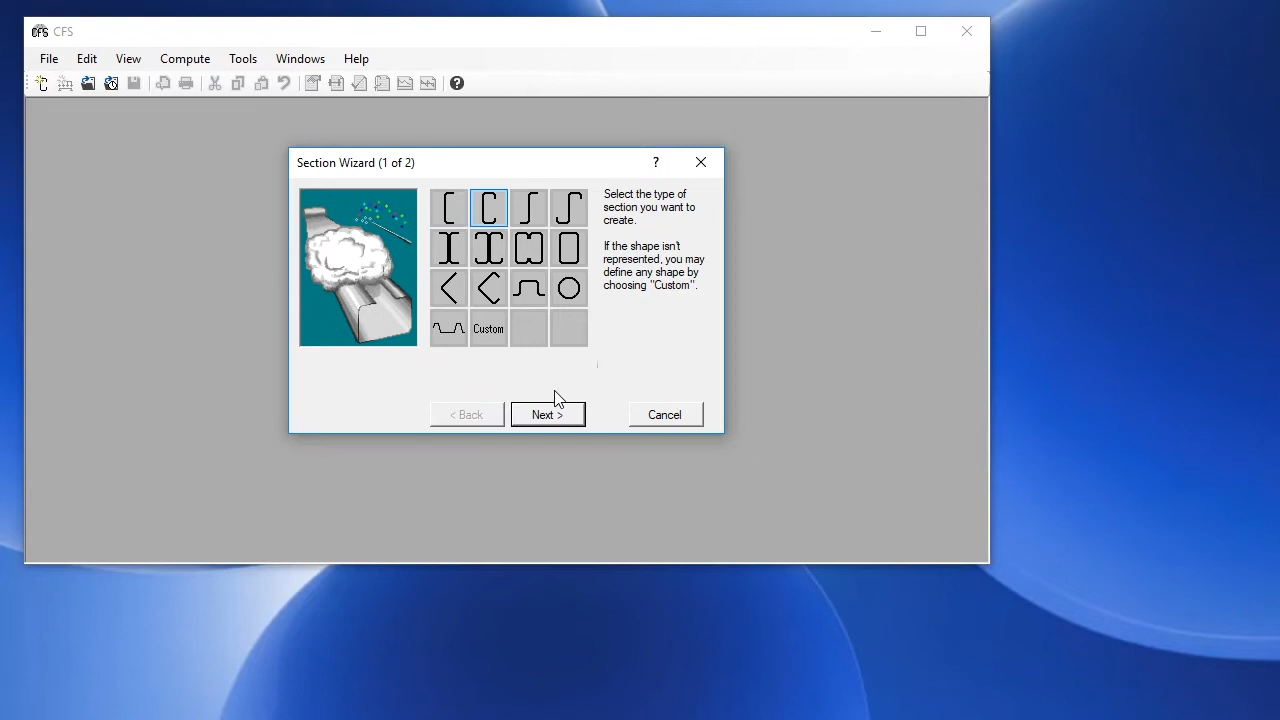 CFS CFS
File Edit View Compute Tools Windows Help
Section Wizard (1 of 2)
Select the type of
section you want to
create.
If the shape isn't
represented, you may
define any shape by
choosing "Custom".
Custom
< Back Next > Cancel